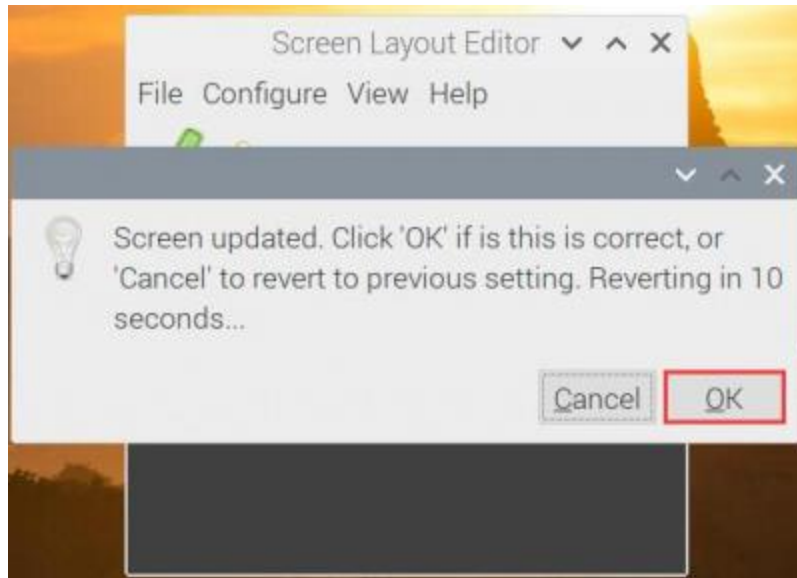 Screen Layout Editor
File Configure View Help
Screen updated. Click 'OK' if is this is correct, or
'Cancel' to revert to previous setting. Reverting in 10
seconds...
Cancel OK